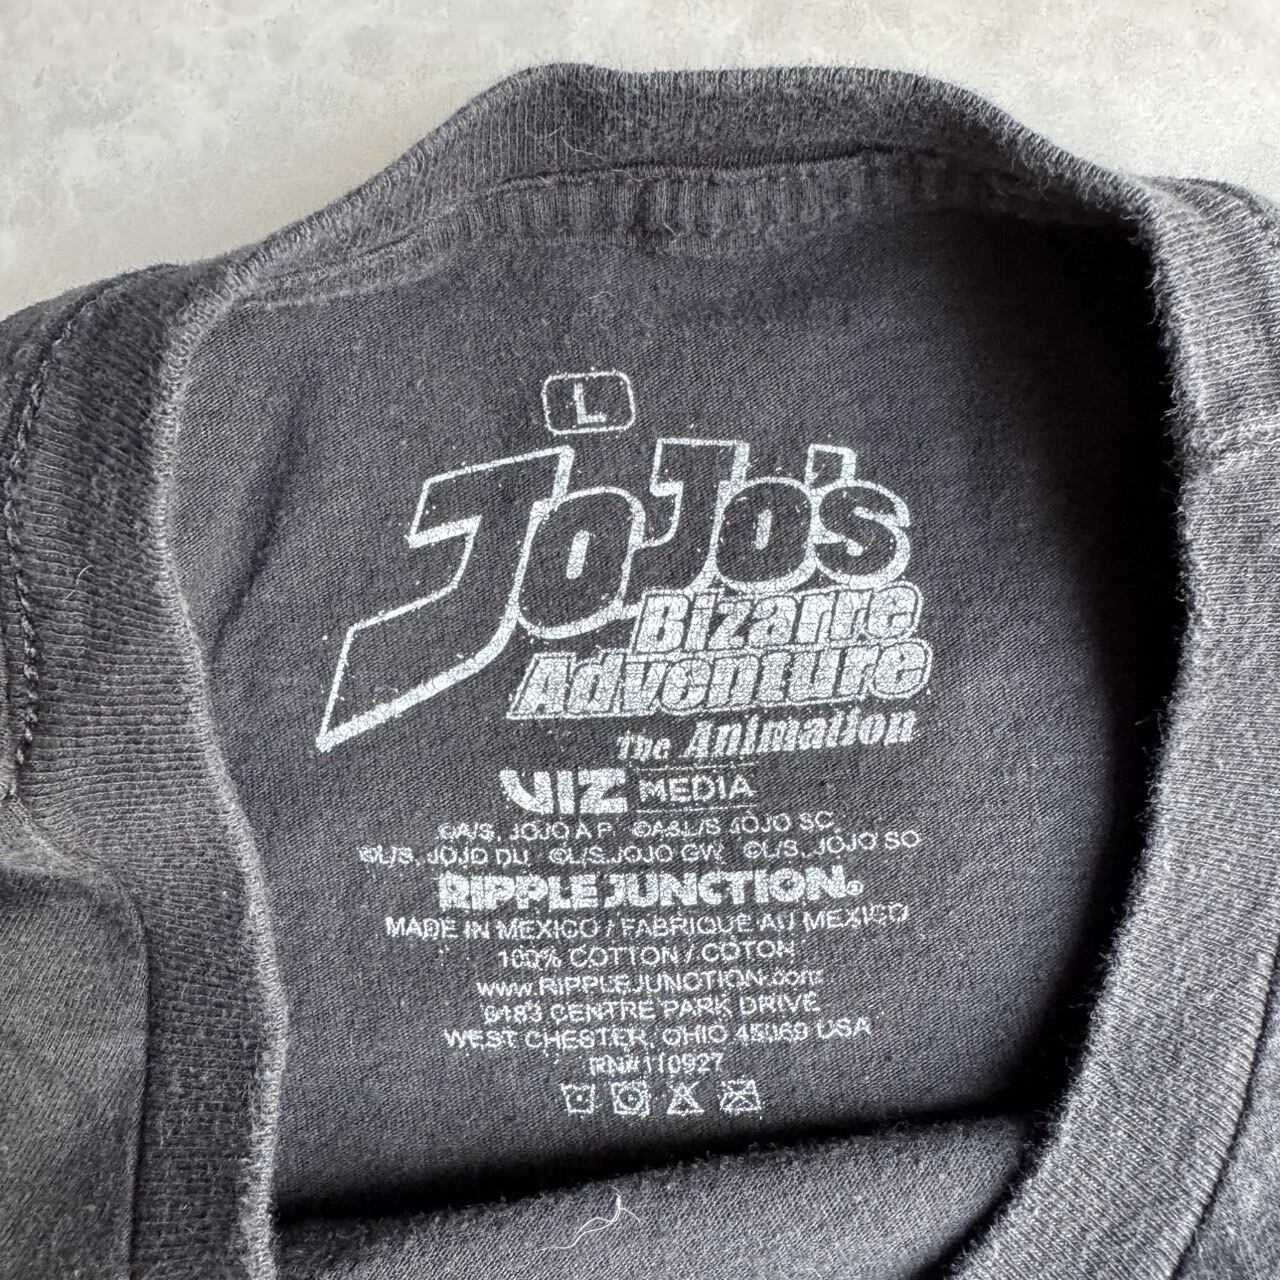 L
JoJo's
Bizarre
Adventure
The Animation
VIZ MEDIA
©A/S, JOJO A P. ©A&L/S JOJO SC,
©L/S, JOJO DU ©L/S.JOJO GW ©L/S.JOJO SO
RIPPLE JUNCTION®
MADE IN MEXICO / FABRIQUE AU MEXICO
100% COTTON / COTON
www.RIPPLEJUNCTION.com
CENTRE PARK DRIVE
WEST CHESTER, OHIO 45069 USA
RN#110927